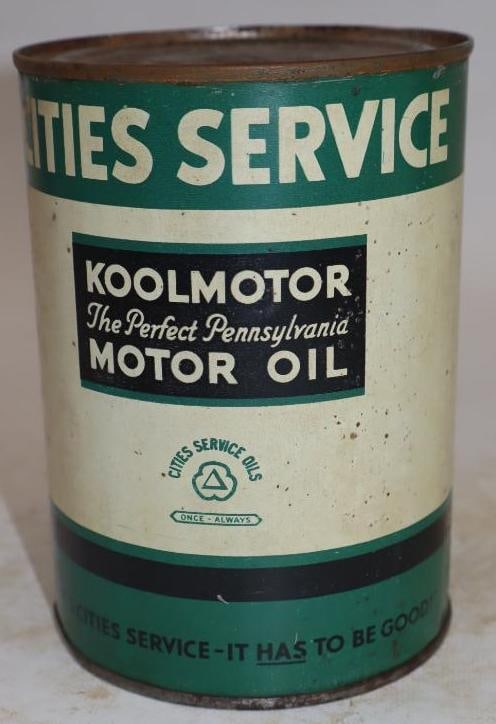 CITIES SERVICE
KOOLMOTOR
The Perfect Pennsylvania
MOTOR OIL
CITIES SERVICE OILS
ONCE - ALWAYS
CITIES SERVICE-IT HAS TO BE GOOD!